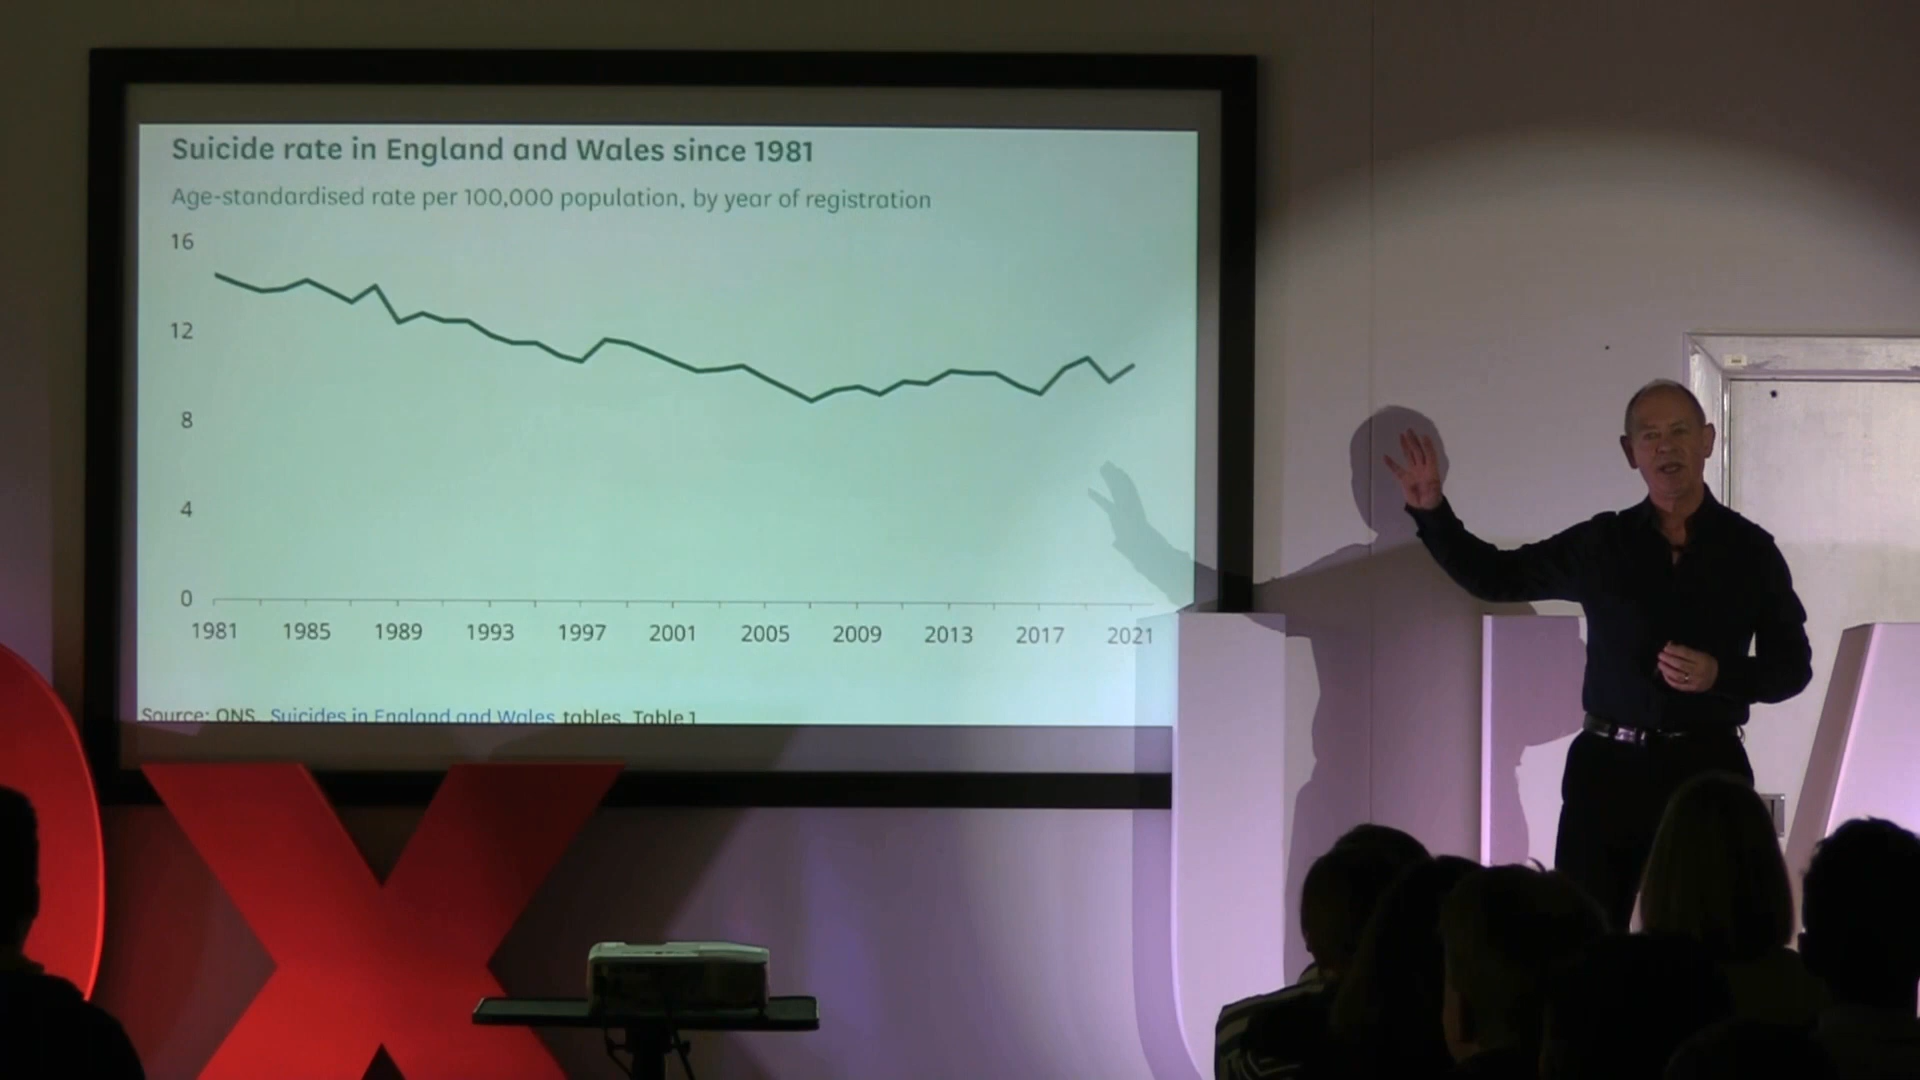 Suicide rate in England and Wales since 1981
Age-standardised rate per 100,000 population, by year of registration
16
12
8
4
0
1981 1985 1989 1993 1997 2001 2005 2009 2013 2017 2021
Source: ONS, Suicides in England and Wales tables, Table 1
X